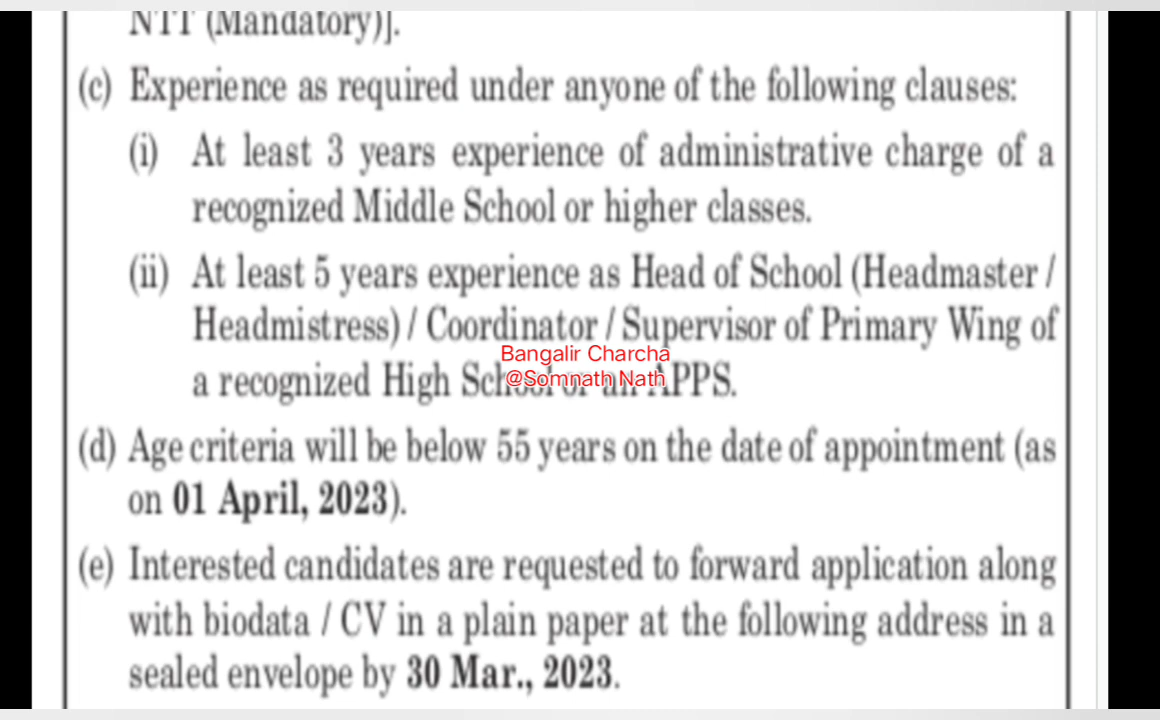 NTT (Mandatory)].
(c) Experience as required under anyone of the following clauses:
(i) At least 3 years experience of administrative charge of a
recognized Middle School or higher classes.
(ii) At least 5 years experience as Head of School (Headmaster /
Headmistress) / Coordinator / Supervisor of Primary Wing of
Bangalir Charcha
a recognized High School or an APPS.
@Somnath Nath
(d) Age criteria will be below 55 years on the date of appointment (as
on 01 April, 2023).
(e) Interested candidates are requested to forward application along
with biodata / CV in a plain paper at the following address in a
sealed envelope by 30 Mar., 2023.